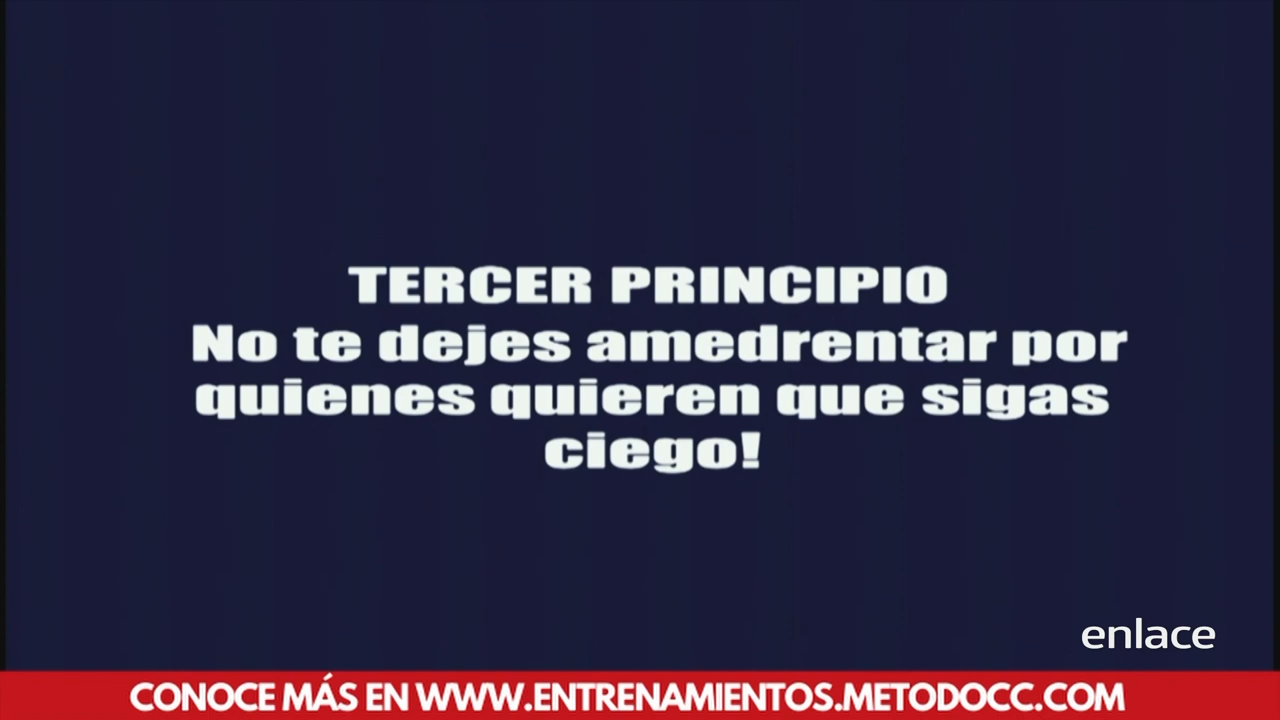 TERCER PRINCIPIO
No te dejes amedrentar por
quienes quieren que sigas
ciego!
enlace
CONOCE MÁS EN WWW.ENTRENAMIENTOS.METODOCC.COM